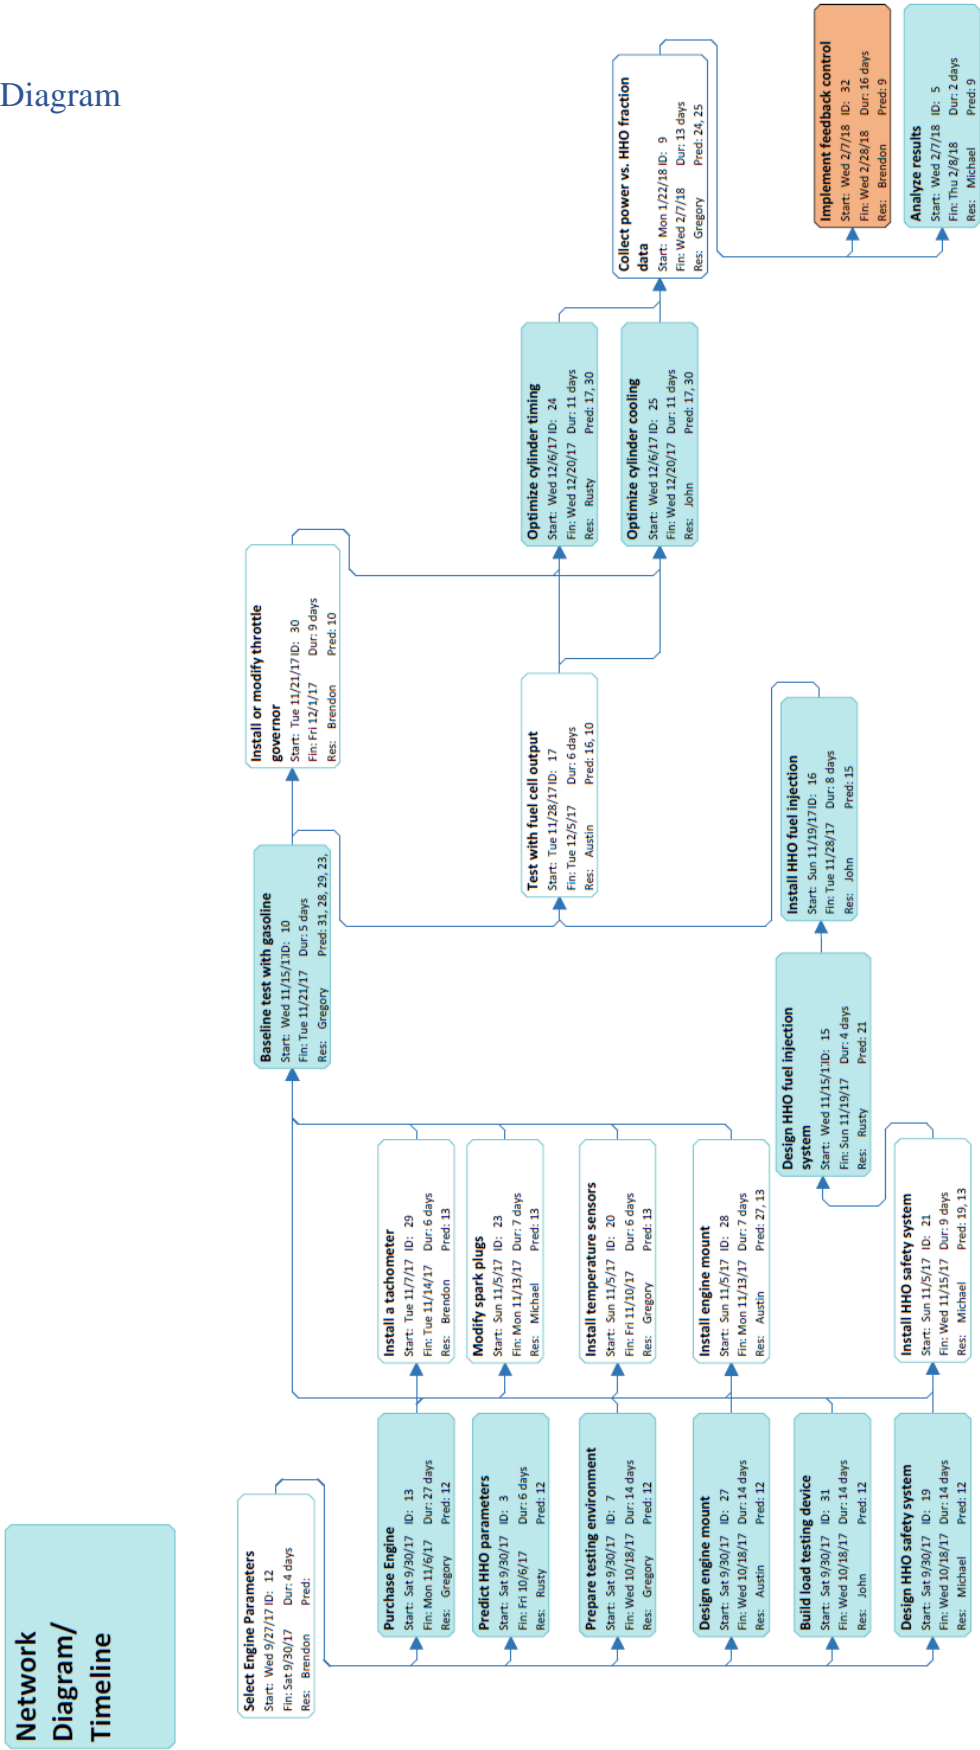 Diagram
Network
Diagram/
Timeline
Select Engine Parameters
Start: Wed 9/27/17 ID: 12
Fin: Sat 9/30/17 Dur: 4 days
Res: Brendon Pred:
Purchase Engine
Start: Sat 9/30/17 ID: 13
Fin: Mon 11/6/17 Dur: 27 days
Res: Gregory Pred: 12
Predict HHO parameters
Start: Sat 9/30/17 ID: 3
Fin: Fri 10/6/17 Dur: 6 days
Res: Rusty Pred: 12
Prepare testing environment
Start: Sat 9/30/17 ID: 7
Fin: Wed 10/18/17 Dur: 14 days
Res: Gregory Pred: 12
Design engine mount
Start: Sat 9/30/17 ID: 27
Fin: Wed 10/18/17 Dur: 14 days
Res: Austin Pred: 12
Build load testing device
Start: Sat 9/30/17 ID: 31
Fin: Wed 10/18/17 Dur: 14 days
Res: John Pred: 12
Design HHO safety system
Start: Sat 9/30/17 ID: 19
Fin: Wed 10/18/17 Dur: 14 days
Res: Michael Pred: 12
Install a tachometer
Start: Tue 11/7/17 ID: 29
Fin: Tue 11/14/17 Dur: 6 days
Res: Brendon Pred: 13
Modify spark plugs
Start: Sun 11/5/17 ID: 23
Fin: Mon 11/13/17 Dur: 7 days
Res: Michael Pred: 13
Install temperature sensors
Start: Sun 11/5/17 ID: 20
Fin: Fri 11/10/17 Dur: 6 days
Res: Gregory Pred: 13
Install engine mount
Start: Sun 11/5/17 ID: 28
Fin: Mon 11/13/17 Dur: 7 days
Res: Austin Pred: 27, 13
Install HHO safety system
Start: Sun 11/5/17 ID: 21
Fin: Wed 11/15/17 Dur: 9 days
Res: Michael Pred: 19, 13
Baseline test with gasoline
Start: Wed 11/15/1 ID: 10
Fin: Tue 11/21/17 Dur: 5 days
Res: Gregory Pred: 31, 28, 29, 23,
Design HHO fuel injection
system
Start: Wed 11/15/1 ID: 15
Fin: Sun 11/19/17 Dur: 4 days
Res: Rusty Pred: 21
Install or modify throttle
governor
Start: Tue 11/21/17 ID: 30
Fin: Fri 12/1/17 Dur: 9 days
Res: Brendon Pred: 10
Test with fuel cell output
Start: Tue 11/28/17 ID: 17
Fin: Tue 12/5/17 Dur: 6 days
Res: Austin Pred: 16, 10
Install HHO fuel injection
Start: Sun 11/19/17 ID: 16
Fin: Tue 11/28/17 Dur: 8 days
Res: John Pred: 15
Optimize cylinder timing
Start: Wed 12/6/17 ID: 24
Fin: Wed 12/20/17 Dur: 11 days
Res: Rusty Pred: 17, 30
Optimize cylinder cooling
Start: Wed 12/6/17 ID: 25
Fin: Wed 12/20/17 Dur: 11 days
Res: John Pred: 17, 30
Collect power vs. HHO fraction
data
Start: Mon 1/22/18 ID: 9
Fin: Wed 2/7/18 Dur: 13 days
Res: Gregory Pred: 24, 25
Implement feedback control
Start: Wed 2/7/18 ID: 32
Fin: Wed 2/28/18 Dur: 16 days
Res: Brendon Pred: 9
Analyze results
Start: Wed 2/7/18 ID: 5
Fin: Thu 2/8/18 Dur: 2 days
Res: Michael Pred: 9